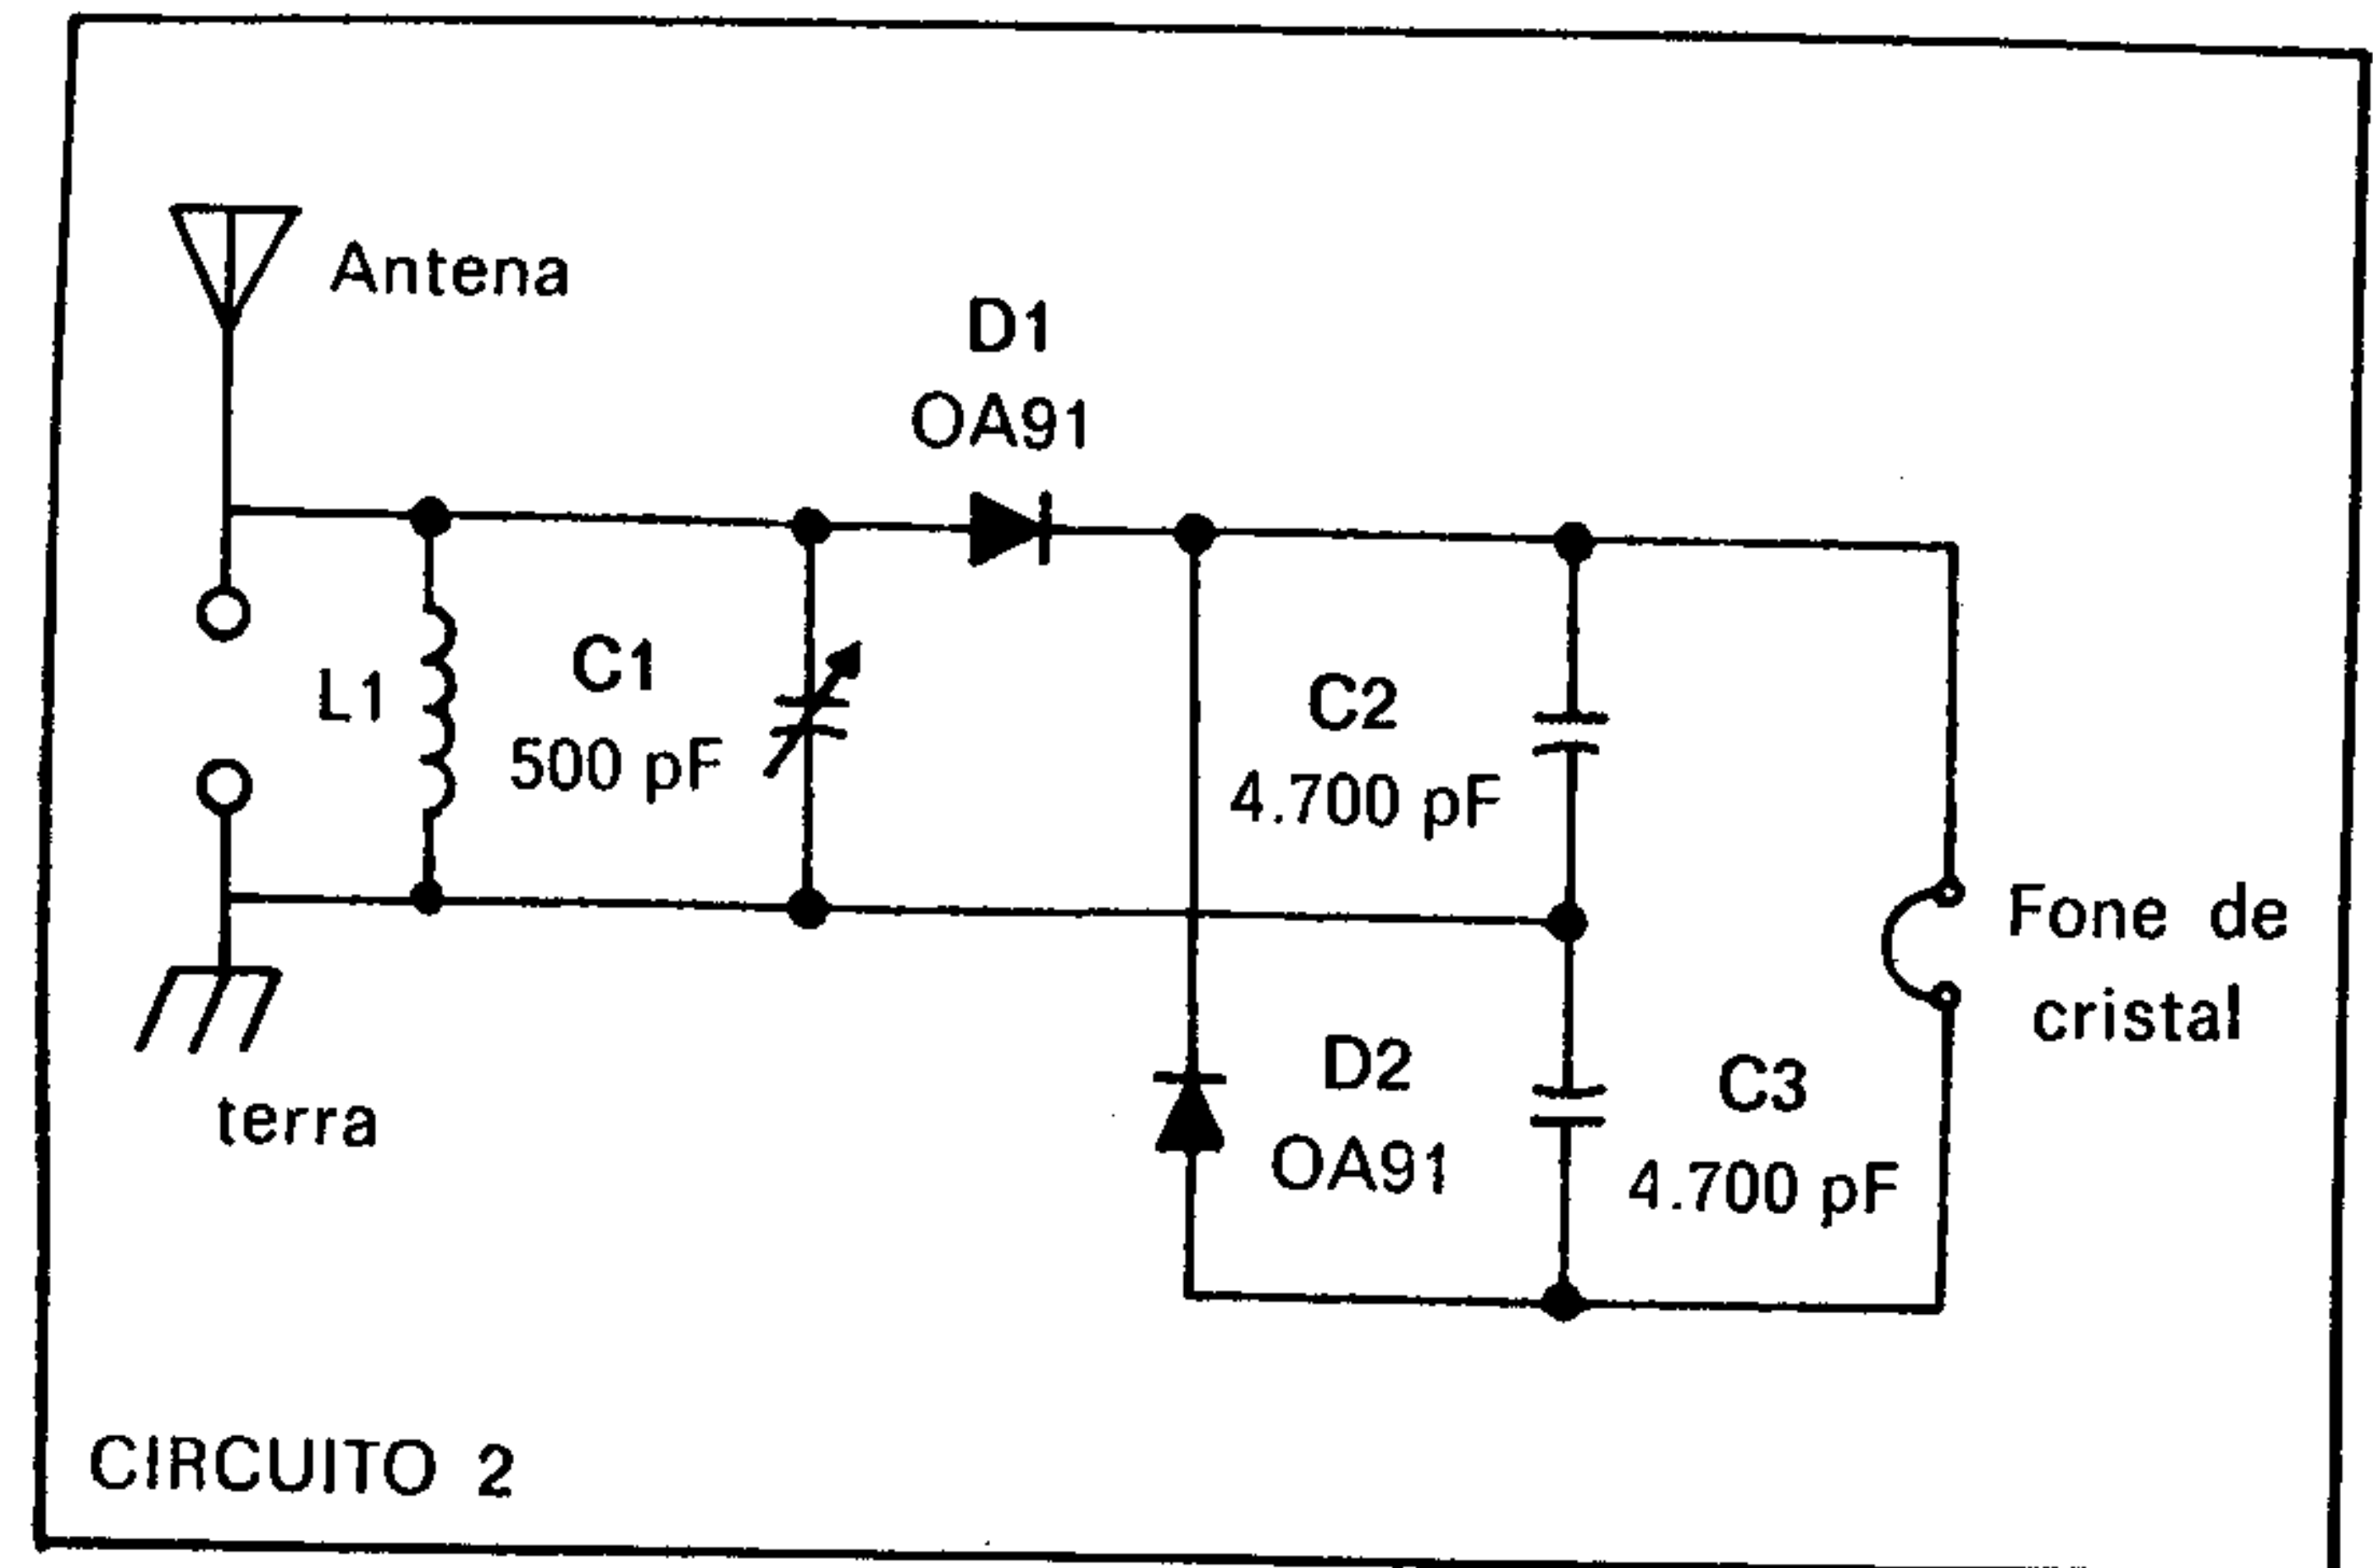 Antena
D1
OA91
L1
C1
500 pF
C2
4.700 pF
Fone de
cristal
D2
OA91
C3
4.700 pF
terra
CIRCUITO 2